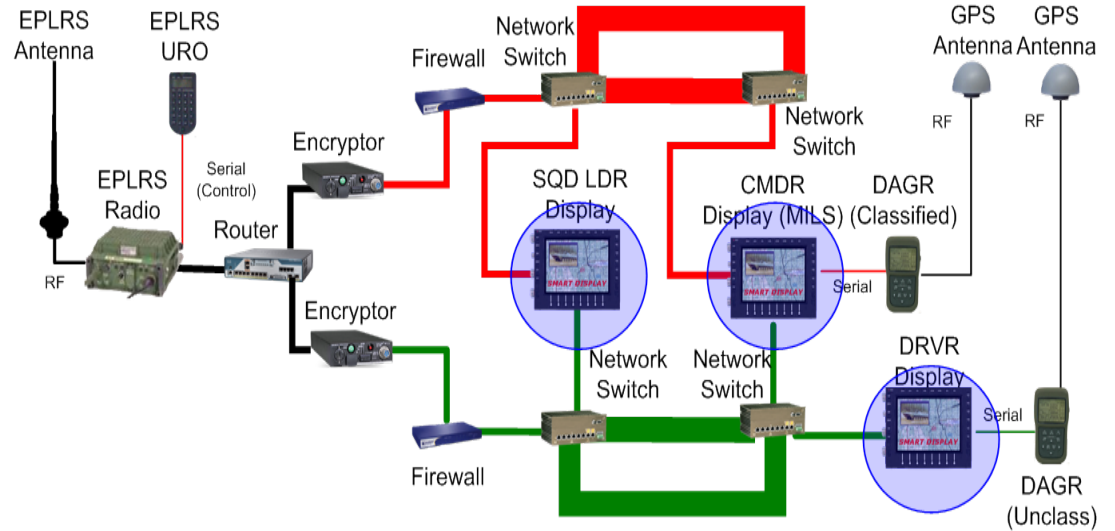 EPLRS
Antenna
EPLRS
URO
Network
Switch
GPS
Antenna
GPS
Antenna
Firewall
RF
RF
Network
Switch
Encryptor
Serial
(Control)
EPLRS
Radio
SQD LDR
Display
CMDR
Display (MILS)
DAGR
(Classified)
Router
RF
SMART DISPLAY
SMART DISPLAY
Serial
Encryptor
Network
Switch
Network
Switch
DRVR
Display
Serial
SMART DISPLAY
Firewall
DAGR
(Unclass)